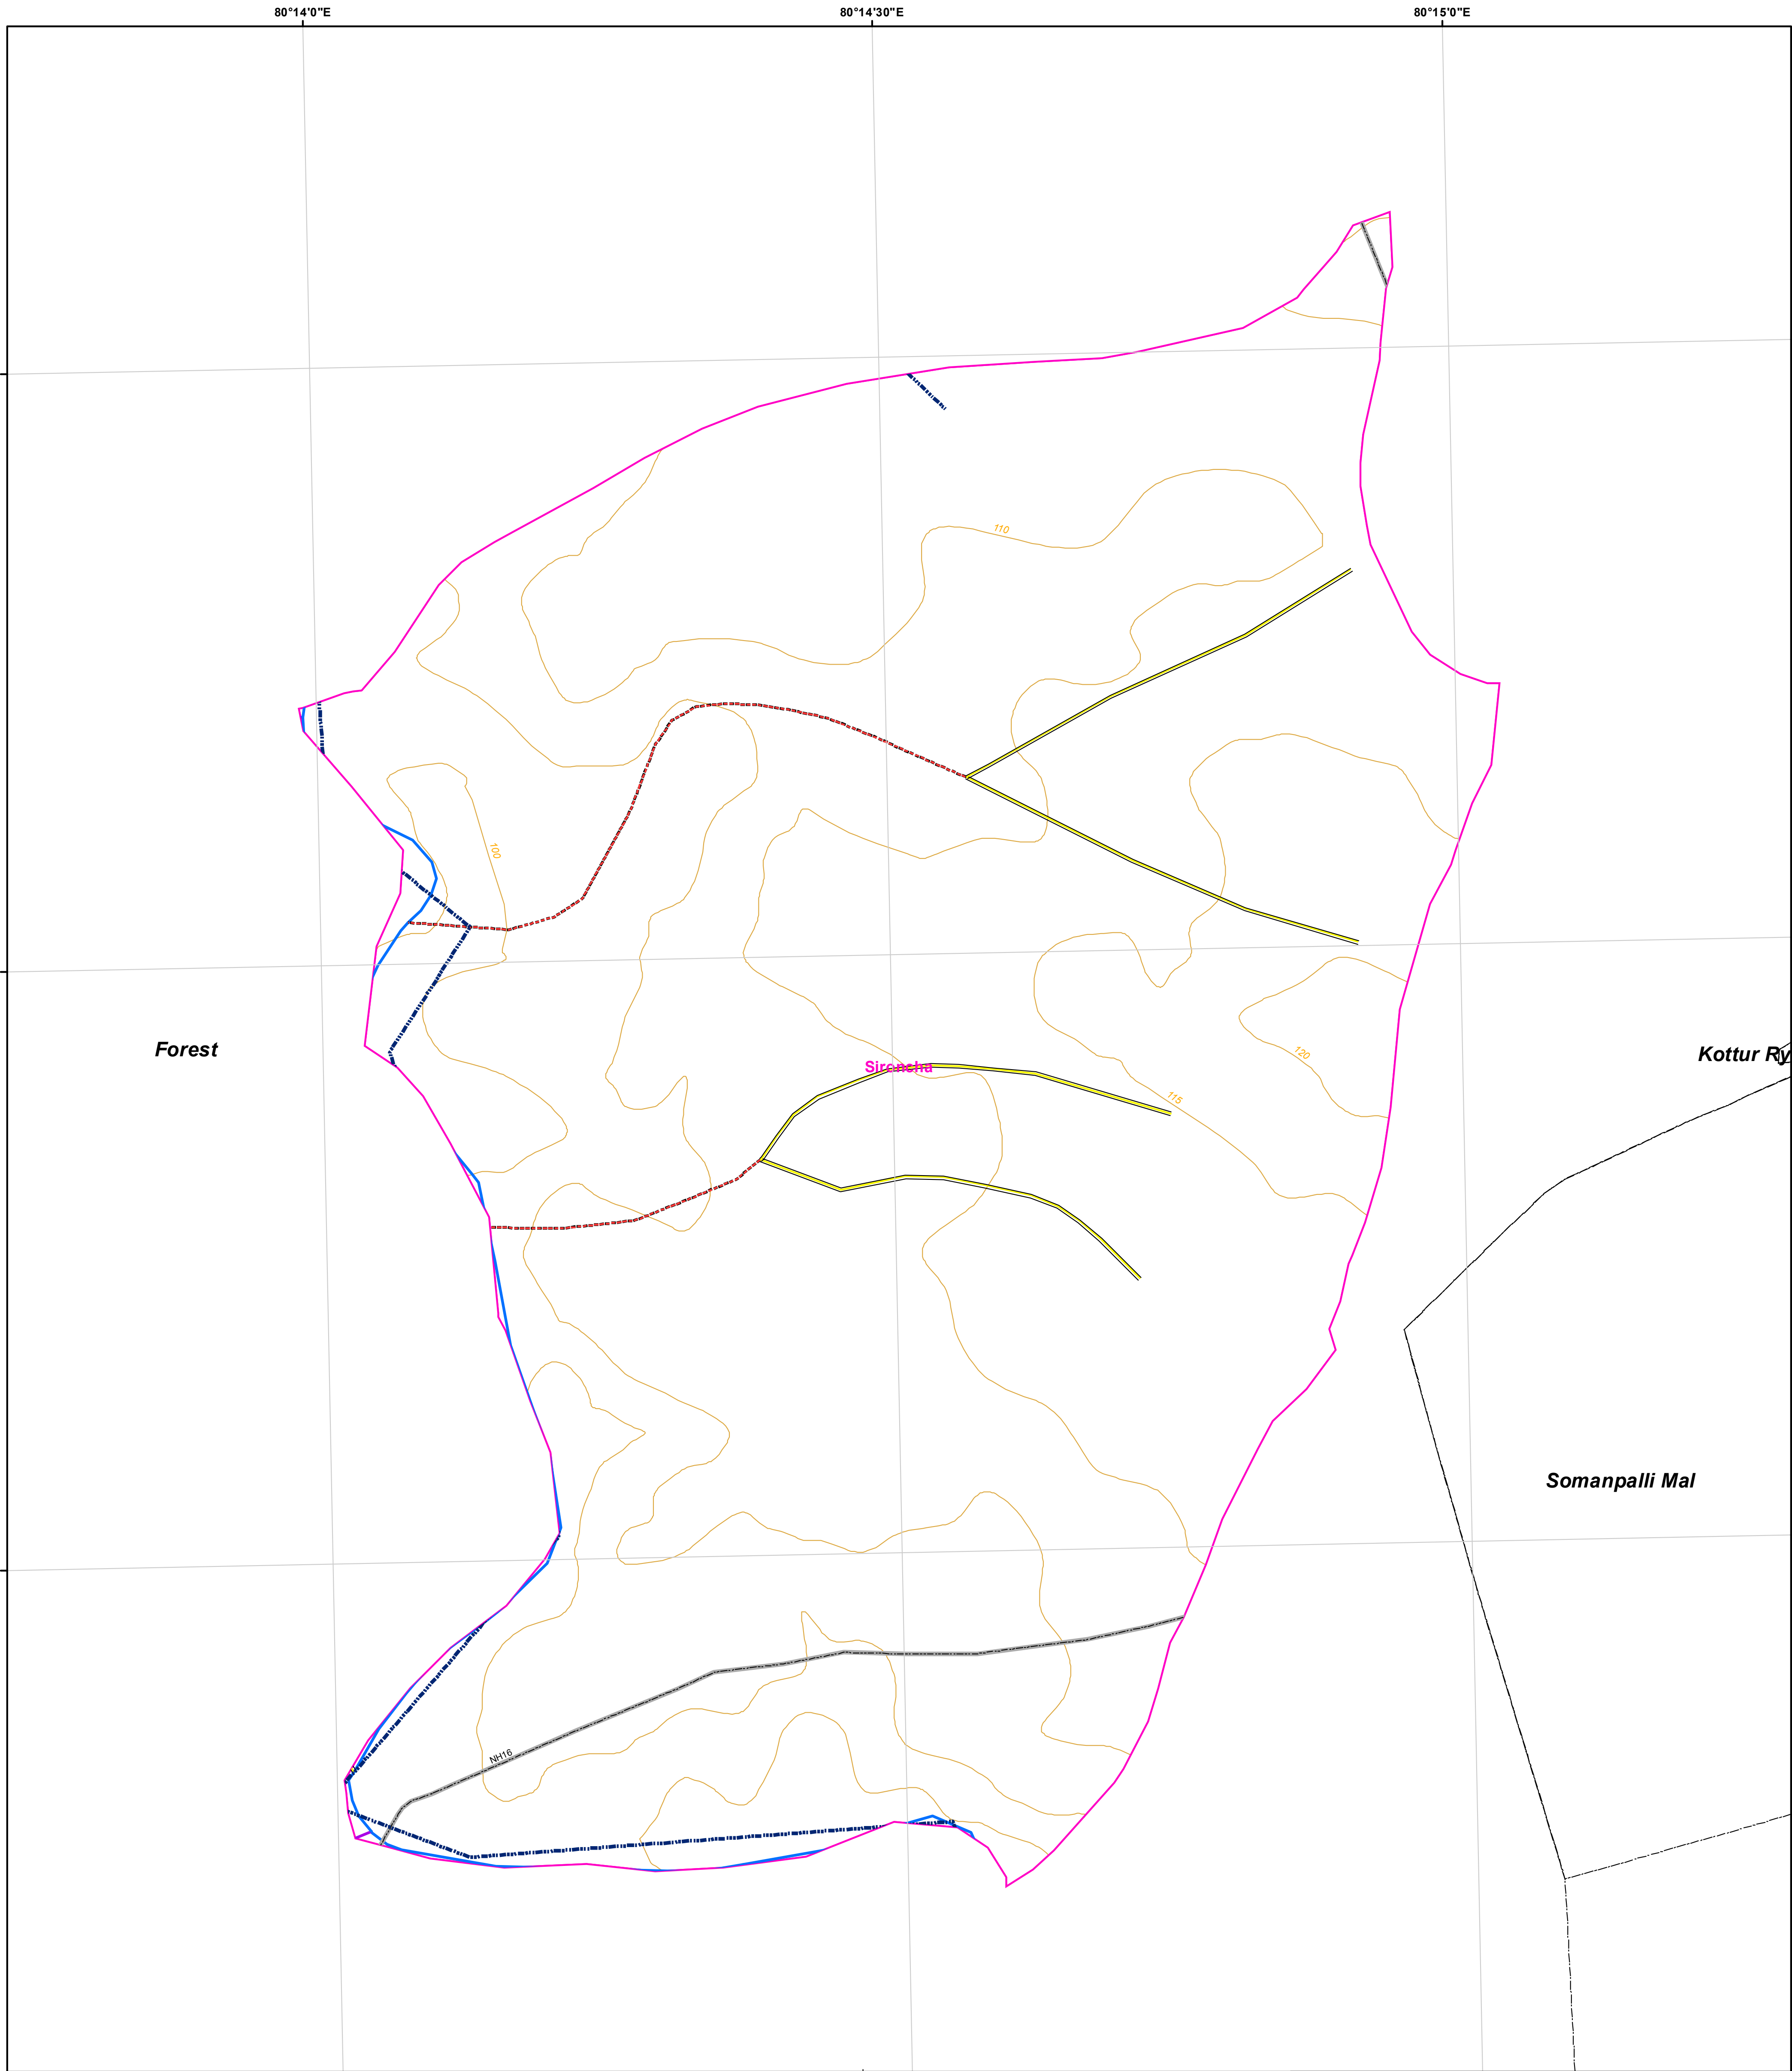 80°14'0"E
80°14'30"E
80°15'0"E
110
100
Forest
Sironcha
120
115
Kottur Ry
Somanpalli Mal
NH16